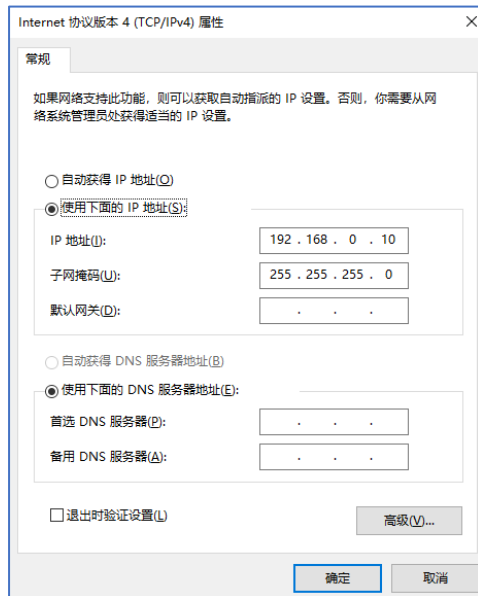 Internet 协议版本 4 (TCP/IPv4) 属性
常规
如果网络支持此功能，则可以获取自动指派的 IP 设置。否则，你需要从网
络系统管理员处获得适当的 IP 设置。
自动获得 IP 地址(O)
使用下面的 IP 地址(S):
IP 地址(I): 192 . 168 . 0 . 10
子网掩码(U): 255 . 255 . 255 . 0
默认网关(D): . . .
自动获得 DNS 服务器地址(B)
使用下面的 DNS 服务器地址(E):
首选 DNS 服务器(P): . . .
备用 DNS 服务器(A): . . .
退出时验证设置(L)
高级(V)...
确定 取消